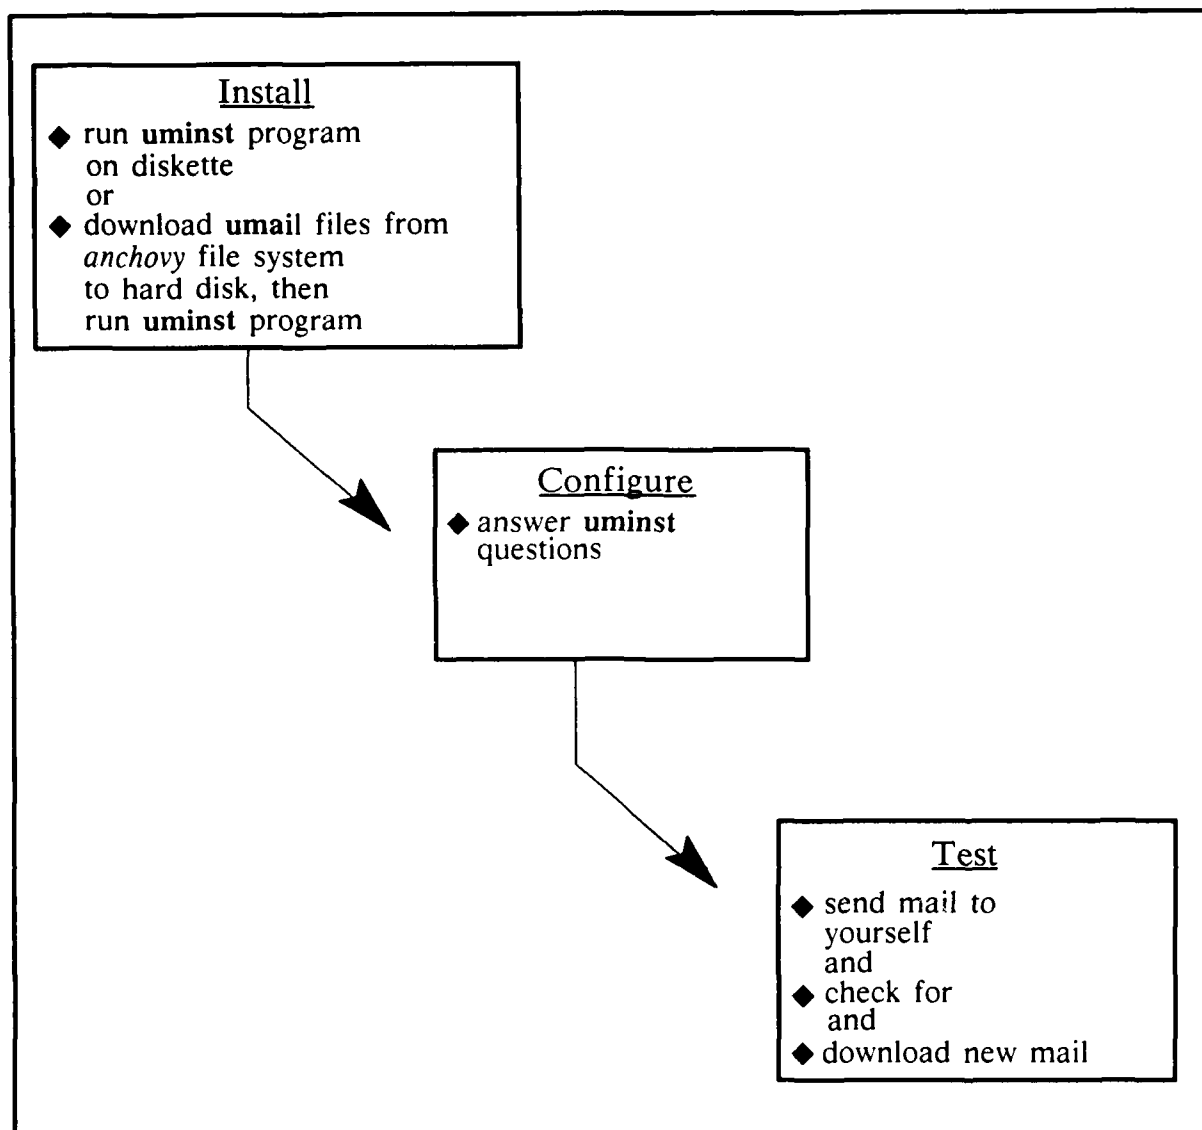 Install
◆ run uminst program
on diskette
or
◆ download umail files from
anchovy file system
to hard disk, then
run uminst program
Configure
◆ answer uminst
questions
Test
◆ send mail to
yourself
and
◆ check for
and
◆ download new mail